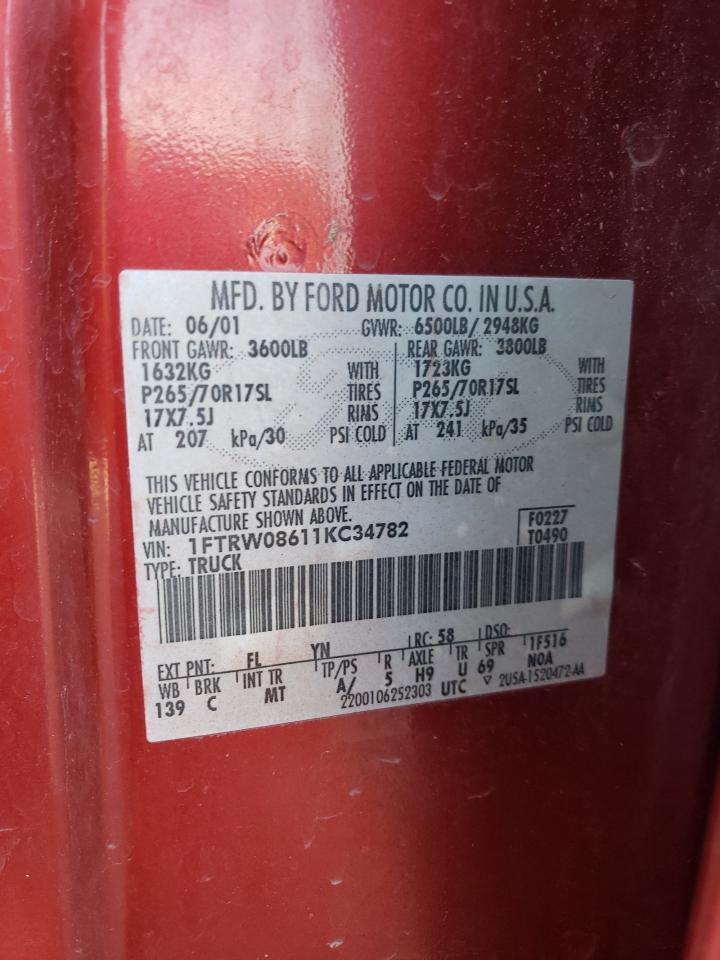 MFD. BY FORD MOTOR CO. IN U.S.A.
DATE: 06/01 GVWR: 6500LB/ 2948KG
FRONT GAWR: 3600LB REAR GAWR: 3800LB
1632KG WITH 1723KG WITH
P265/70R17SL TIRES P265/70R17SL TIRES
17X7.5J RIMS 17X7.5J RIMS
AT 207 kPa/30 PSI COLD AT 241 kPa/35 PSI COLD
THIS VEHICLE CONFORMS TO ALL APPLICABLE FEDERAL MOTOR
VEHICLE SAFETY STANDARDS IN EFFECT ON THE DATE OF
MANUFACTURE SHOWN ABOVE.
VIN: 1FTRW08611KC34782 F0227
TYPE: TRUCK T0490
EXT PNT: FL YN RC: 58 DSO:
WB BRK INT TR TP/PS R AXLE TR SPR 1F516
139 C MT A/ 5 H9 U 69 N0A
2200106252303 UTC ▽ 2U5A-1520472-AA